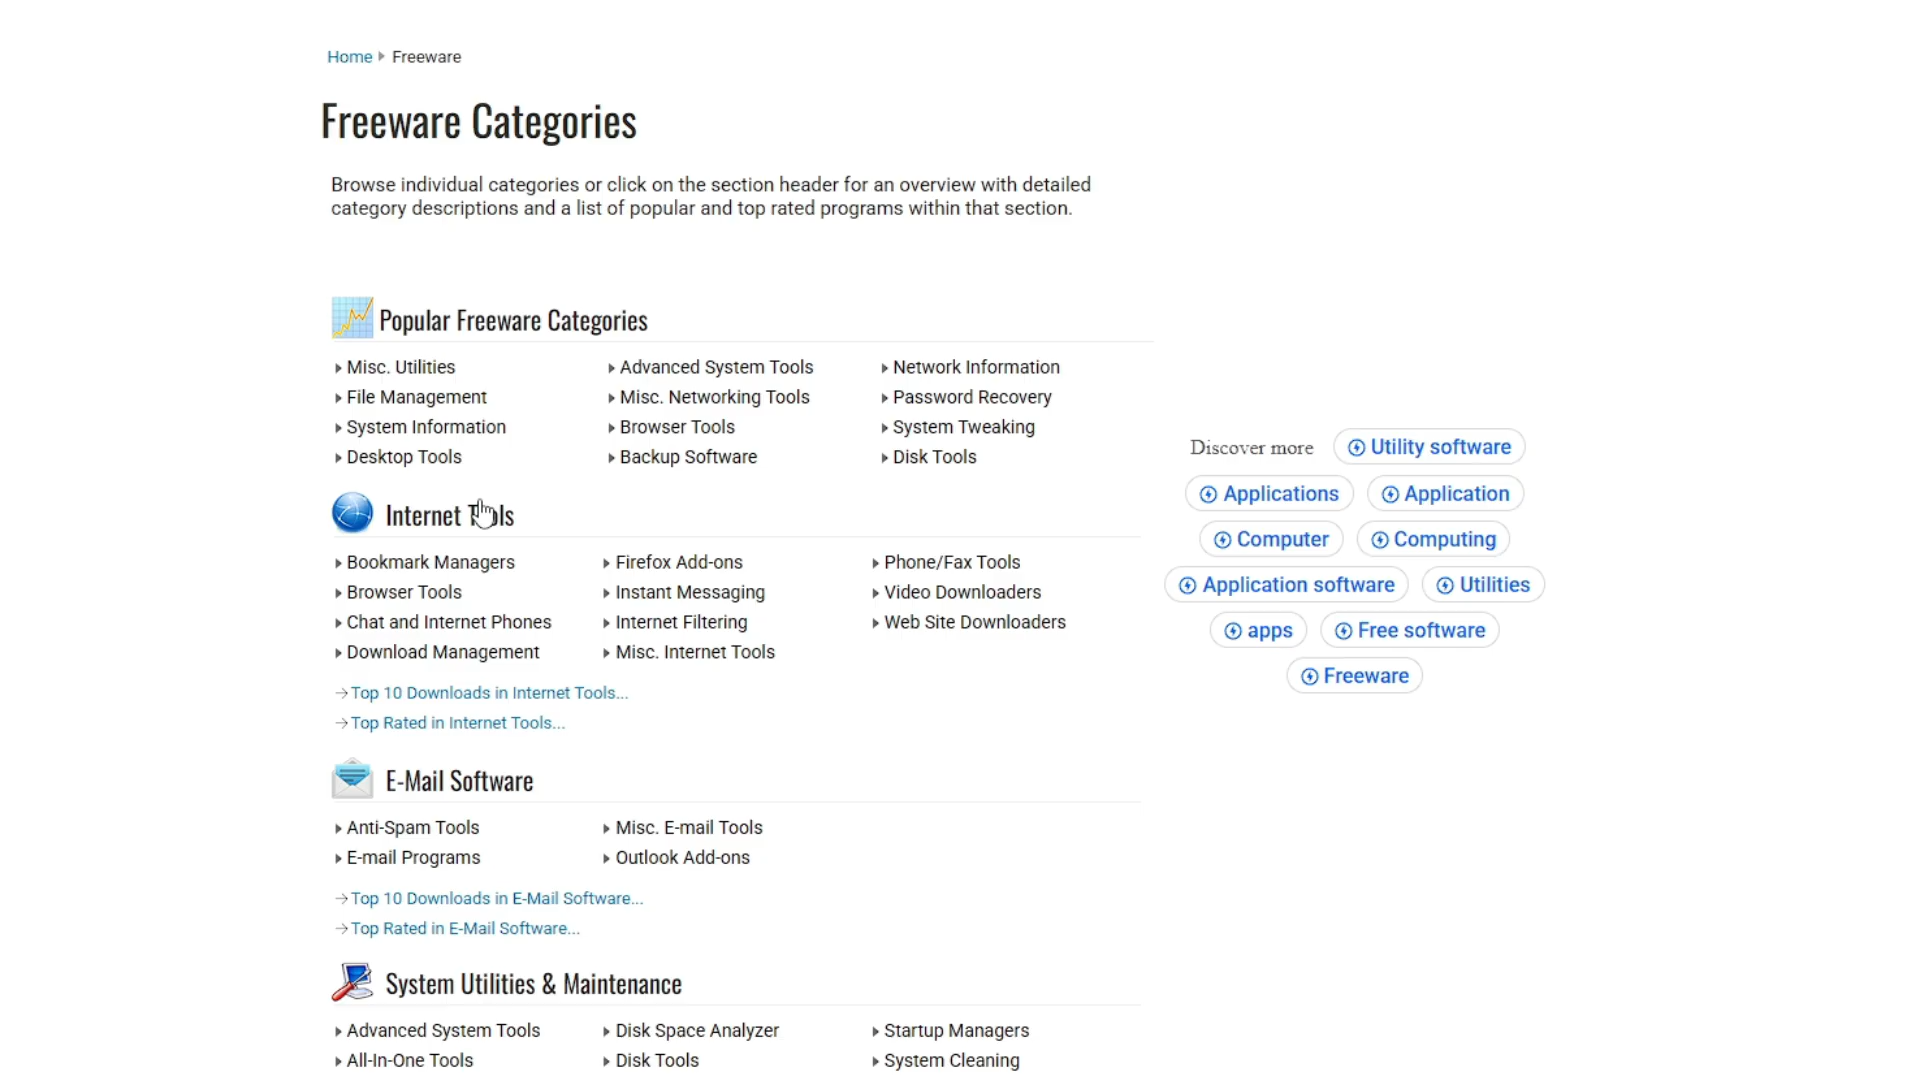 Home Freeware
Freeware Categories
Browse individual categories or click on the section header for an overview with detailed
category descriptions and a list of popular and top rated programs within that section.
Popular Freeware Categories
Misc. Utilities Advanced System Tools Network Information
File Management Misc. Networking Tools Password Recovery
System Information Browser Tools System Tweaking
Desktop Tools Backup Software Disk Tools
Discover more Utility software
Applications Application
Computer Computing
Application software Utilities
apps Free software
Freeware
Internet Tools
Bookmark Managers Firefox Add-ons Phone/Fax Tools
Browser Tools Instant Messaging Video Downloaders
Chat and Internet Phones Internet Filtering Web Site Downloaders
Download Management Misc. Internet Tools
→Top 10 Downloads in Internet Tools...
→Top Rated in Internet Tools...
E-Mail Software
Anti-Spam Tools Misc. E-mail Tools
E-mail Programs Outlook Add-ons
→Top 10 Downloads in E-Mail Software...
→Top Rated in E-Mail Software...
System Utilities & Maintenance
Advanced System Tools Disk Space Analyzer Startup Managers
All-In-One Tools Disk Tools System Cleaning